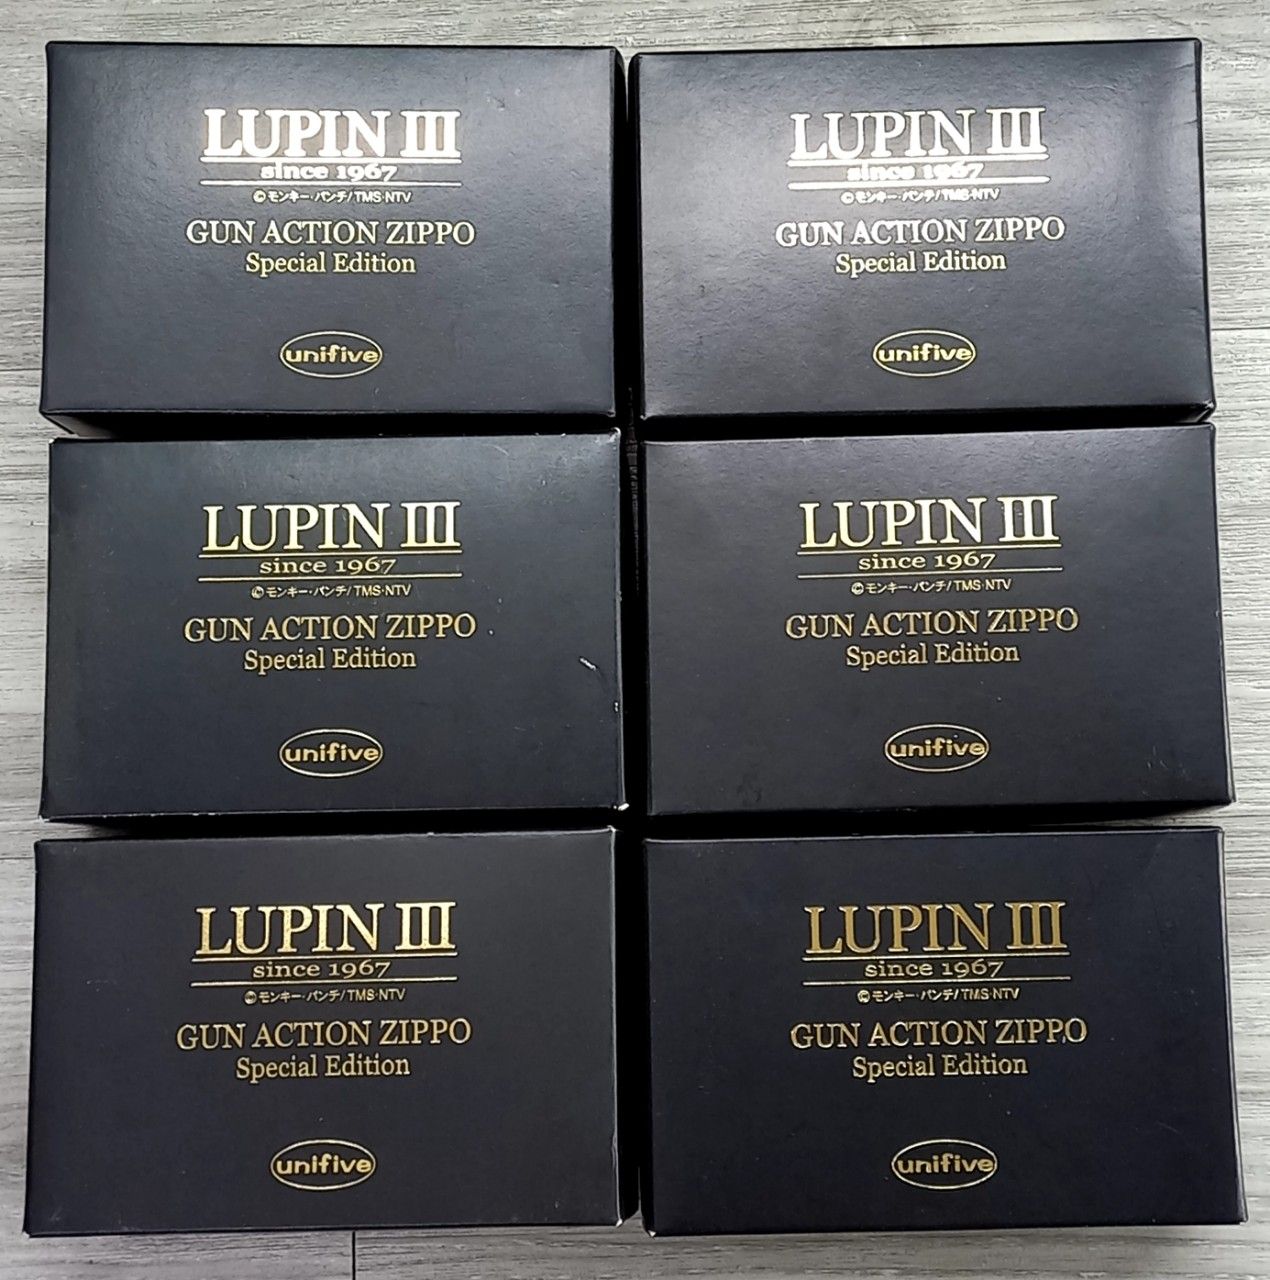 LUPIN III
since 1967
©モンキー・パンチ/TMS・NTV
GUN ACTION ZIPPO
Special Edition
unifive
LUPIN III
since 1967
©モンキー・パンチ/TMS・NTV
GUN ACTION ZIPPO
Special Edition
unifive
LUPIN III
since 1967
©モンキー・パンチ/TMS・NTV
GUN ACTION ZIPPO
Special Edition
unifive
LUPIN III
since 1967
©モンキー・パンチ/TMS・NTV
GUN ACTION ZIPPO
Special Edition
unifive
LUPIN III
since 1967
©モンキー・パンチ/TMS・NTV
GUN ACTION ZIPPO
Special Edition
unifive
LUPIN III
since 1967
©モンキー・パンチ/TMS・NTV
GUN ACTION ZIPPO
Special Edition
unifive